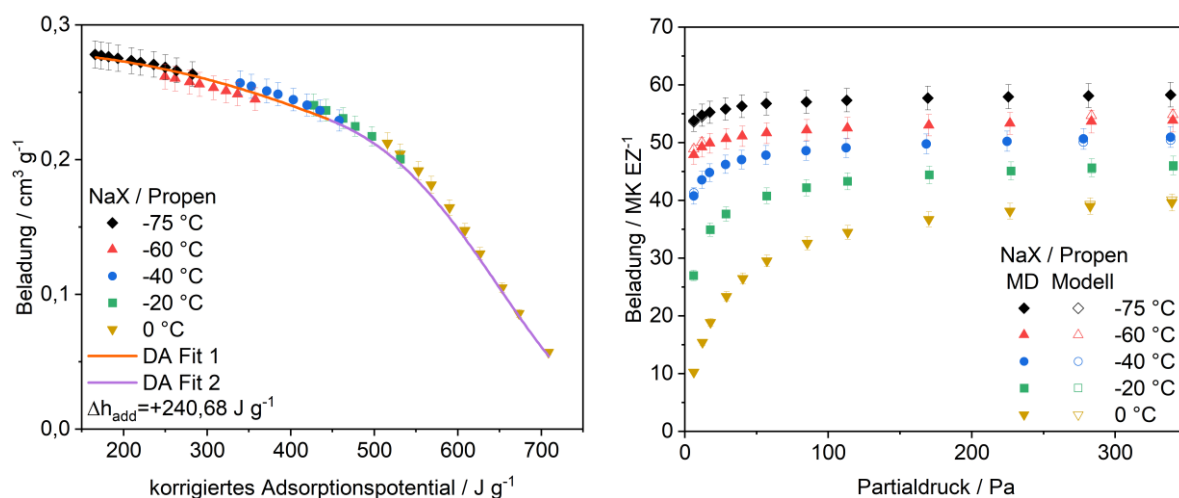 0,3
0,2
0,1
0,0
Beladung / cm³ g⁻¹
NaX / Propen
-75 °C
-60 °C
-40 °C
-20 °C
0 °C
DA Fit 1
DA Fit 2
Δh_add=+240,68 J g⁻¹
200 300 400 500 600 700
korrigiertes Adsorptionspotential / J g⁻¹
70
60
50
40
30
20
10
0
Beladung / MK EZ⁻¹
NaX / Propen
MD Modell
-75 °C
-60 °C
-40 °C
-20 °C
0 °C
0 100 200 300
Partialdruck / Pa